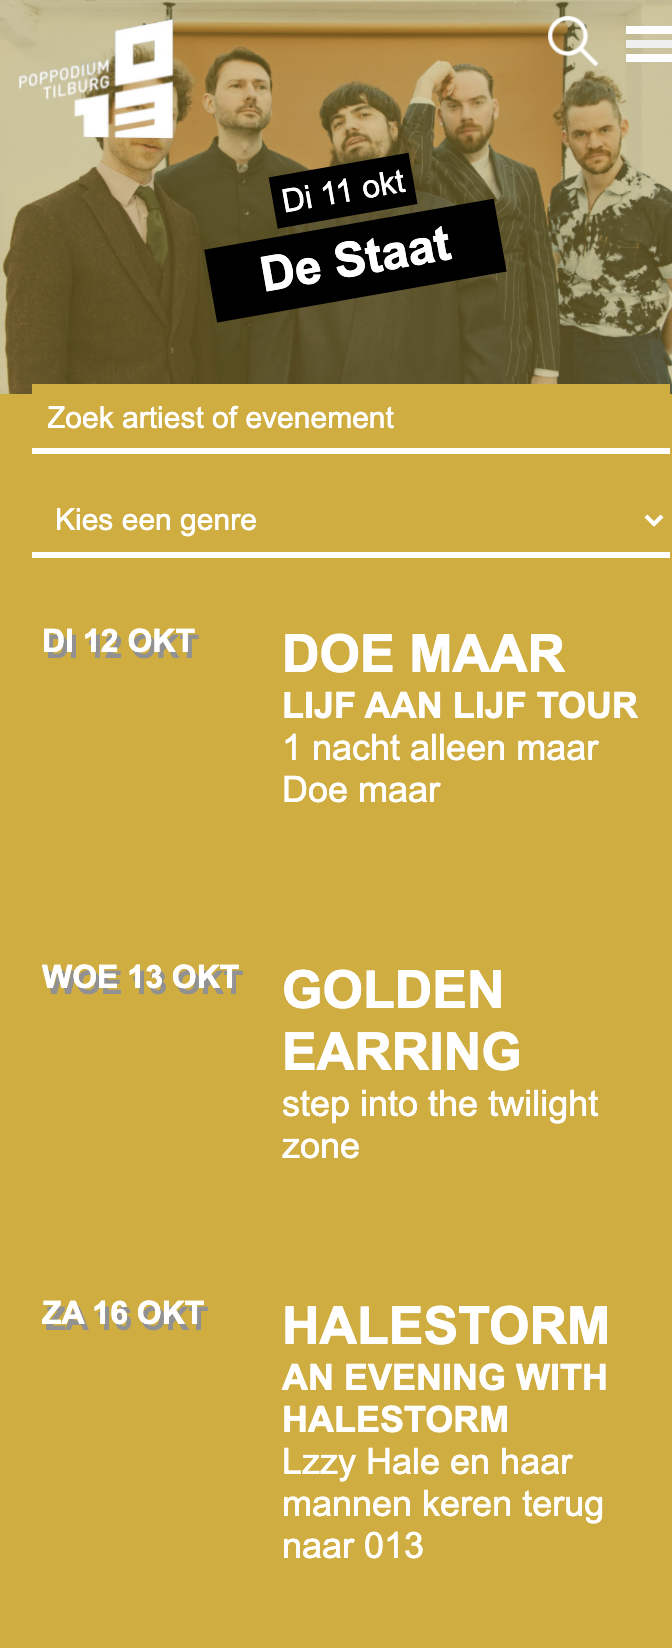 POPPODIUM
TILBURG
013
Di 11 okt
De Staat
Zoek artiest of evenement
Kies een genre
DI 12 OKT
DOE MAAR
LIJF AAN LIJF TOUR
1 nacht alleen maar
Doe maar
WOE 13 OKT
GOLDEN
EARRING
step into the twilight
zone
ZA 16 OKT
HALESTORM
AN EVENING WITH
HALESTORM
Lzzy Hale en haar
mannen keren terug
naar 013